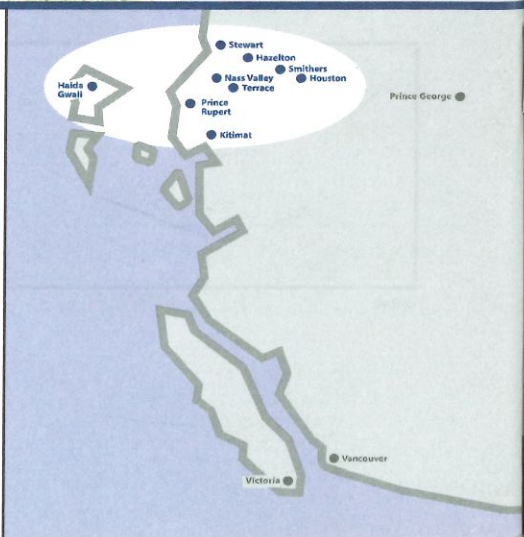 Stewart
Hazelton
Smithers
Nass Valley
Houston
Terrace
Haida
Gwaii
Prince
Rupert
Prince George
Kitimat
Vancouver
Victoria